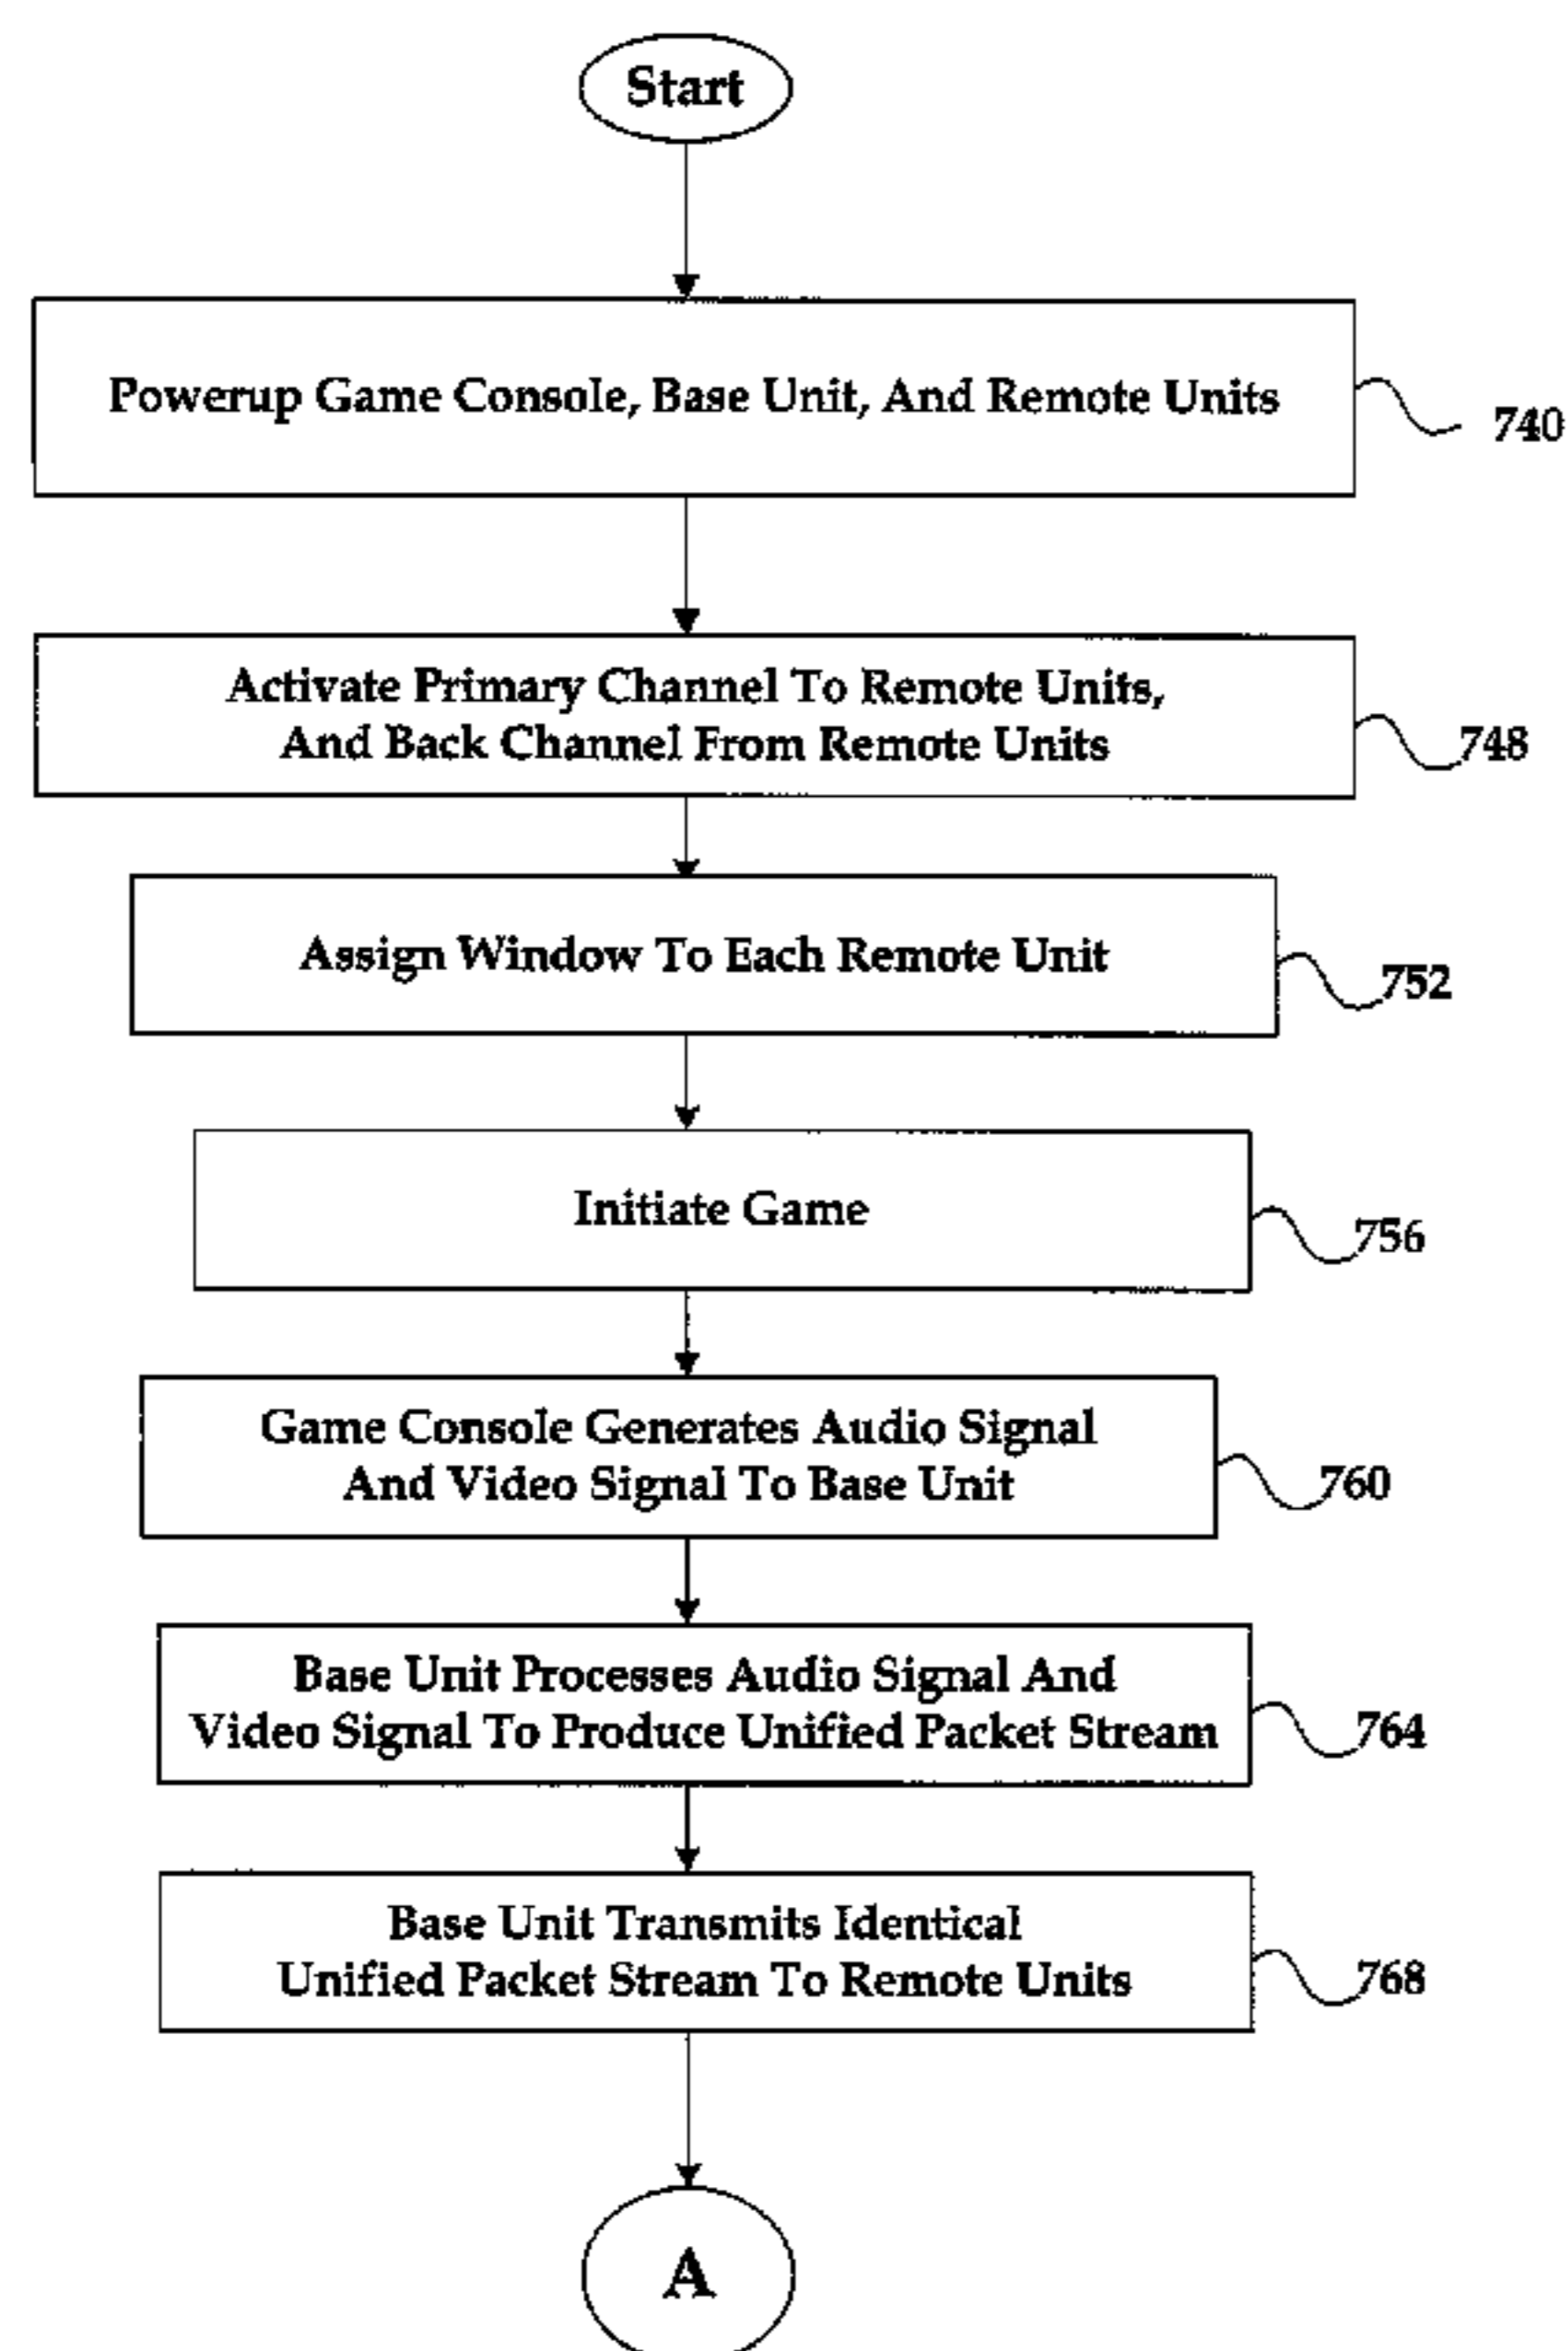 Start
Powerup Game Console, Base Unit, And Remote Units
740
Activate Primary Channel To Remote Units,
And Back Channel From Remote Units
748
Assign Window To Each Remote Unit
752
Initiate Game
756
Game Console Generates Audio Signal
And Video Signal To Base Unit
760
Base Unit Processes Audio Signal And
Video Signal To Produce Unified Packet Stream
764
Base Unit Transmits Identical
Unified Packet Stream To Remote Units
768
A